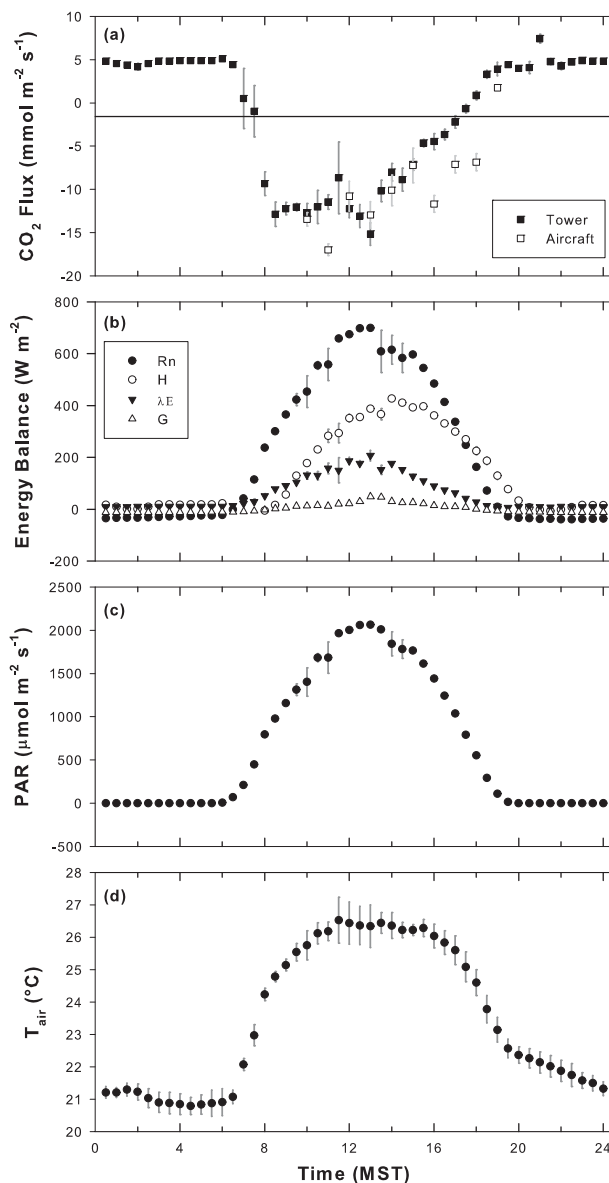 (a)
CO2 Flux (mmol m-2 s-1)
10
5
0
-5
-10
-15
-20
Tower
Aircraft
(b)
Energy Balance (W m-2)
800
600
400
200
0
-200
Rn
H
λE
G
(c)
PAR (μmol m-2 s-1)
2500
2000
1500
1000
500
0
-500
(d)
Tair (°C)
28
27
26
25
24
23
22
21
20
0 4 8 12 16 20 24
Time (MST)